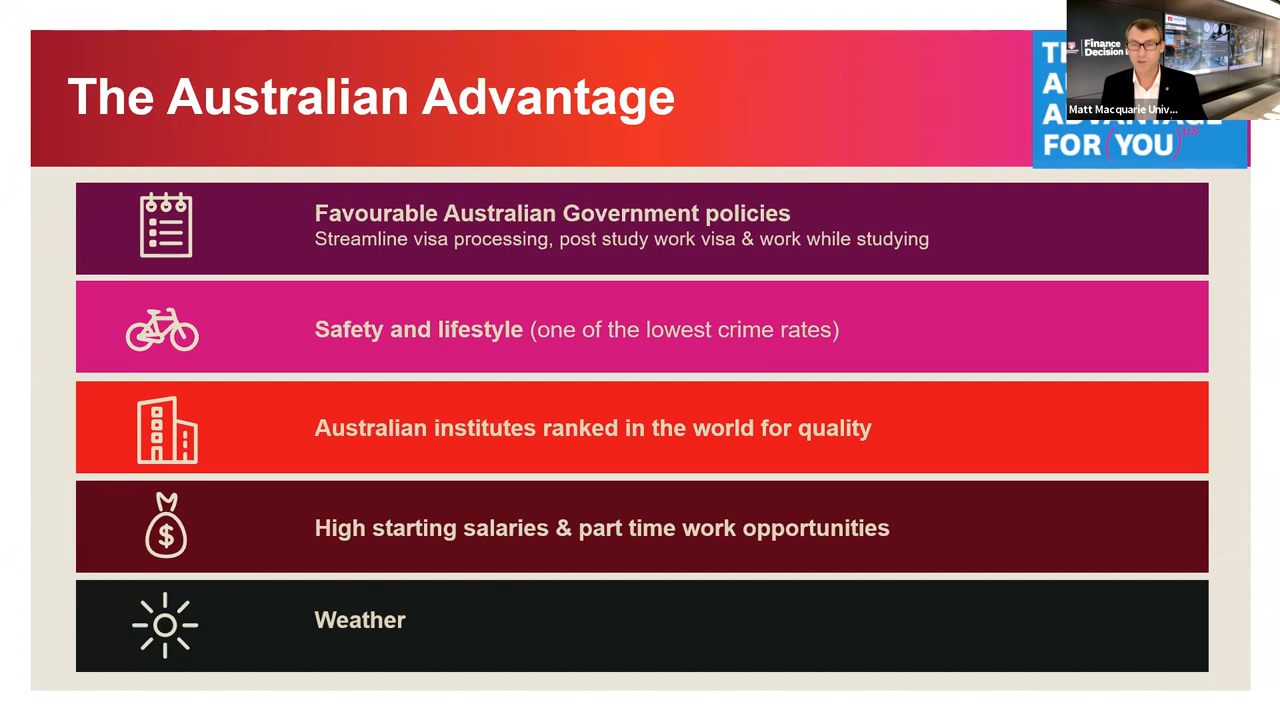 The Australian Advantage
FOR (YOU)us
Finance
Decision
Matt Macquarie Univ...
Favourable Australian Government policies
Streamline visa processing, post study work visa & work while studying
Safety and lifestyle (one of the lowest crime rates)
Australian institutes ranked in the world for quality
$
High starting salaries & part time work opportunities
Weather